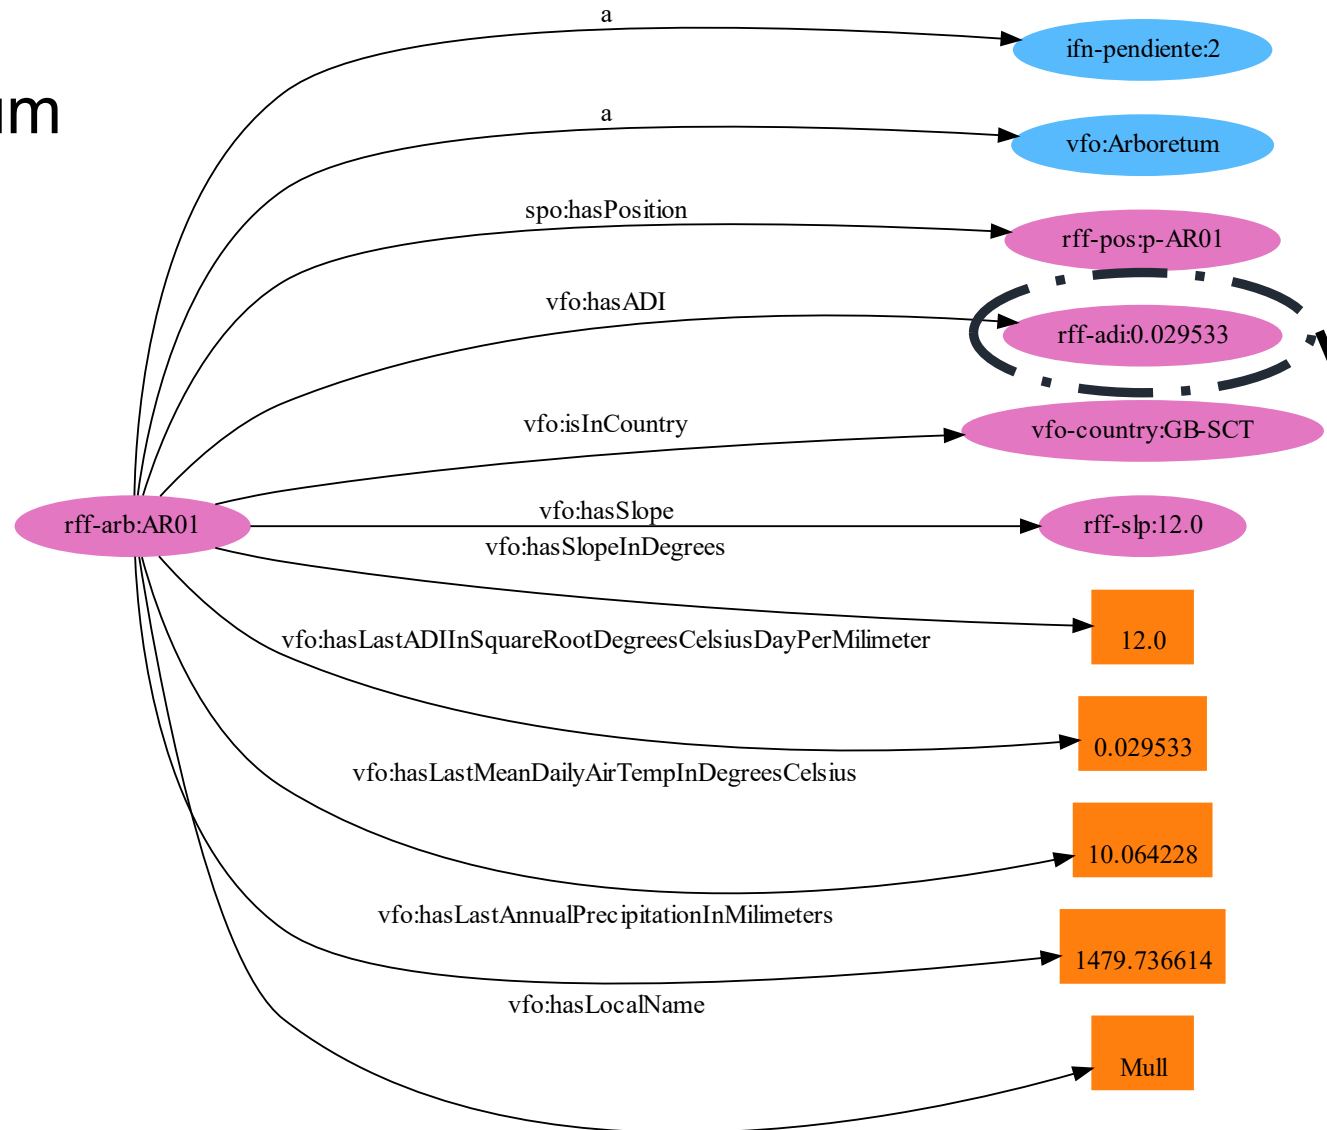 a
ifn-pendiente:2
um
a
vfo:Arboretum
spo:hasPosition
rff-pos:p-AR01
vfo:hasADI
rff-adi:0.029533
vfo:isInCountry
vfo-country:GB-SCT
rff-arb:AR01
vfo:hasSlope
rff-slp:12.0
vfo:hasSlopeInDegrees
12.0
vfo:hasLastADIInSquareRootDegreesCelsiusDayPerMilimeter
0.029533
vfo:hasLastMeanDailyAirTempInDegreesCelsius
10.064228
vfo:hasLastAnnualPrecipitationInMilimeters
1479.736614
vfo:hasLocalName
Mull